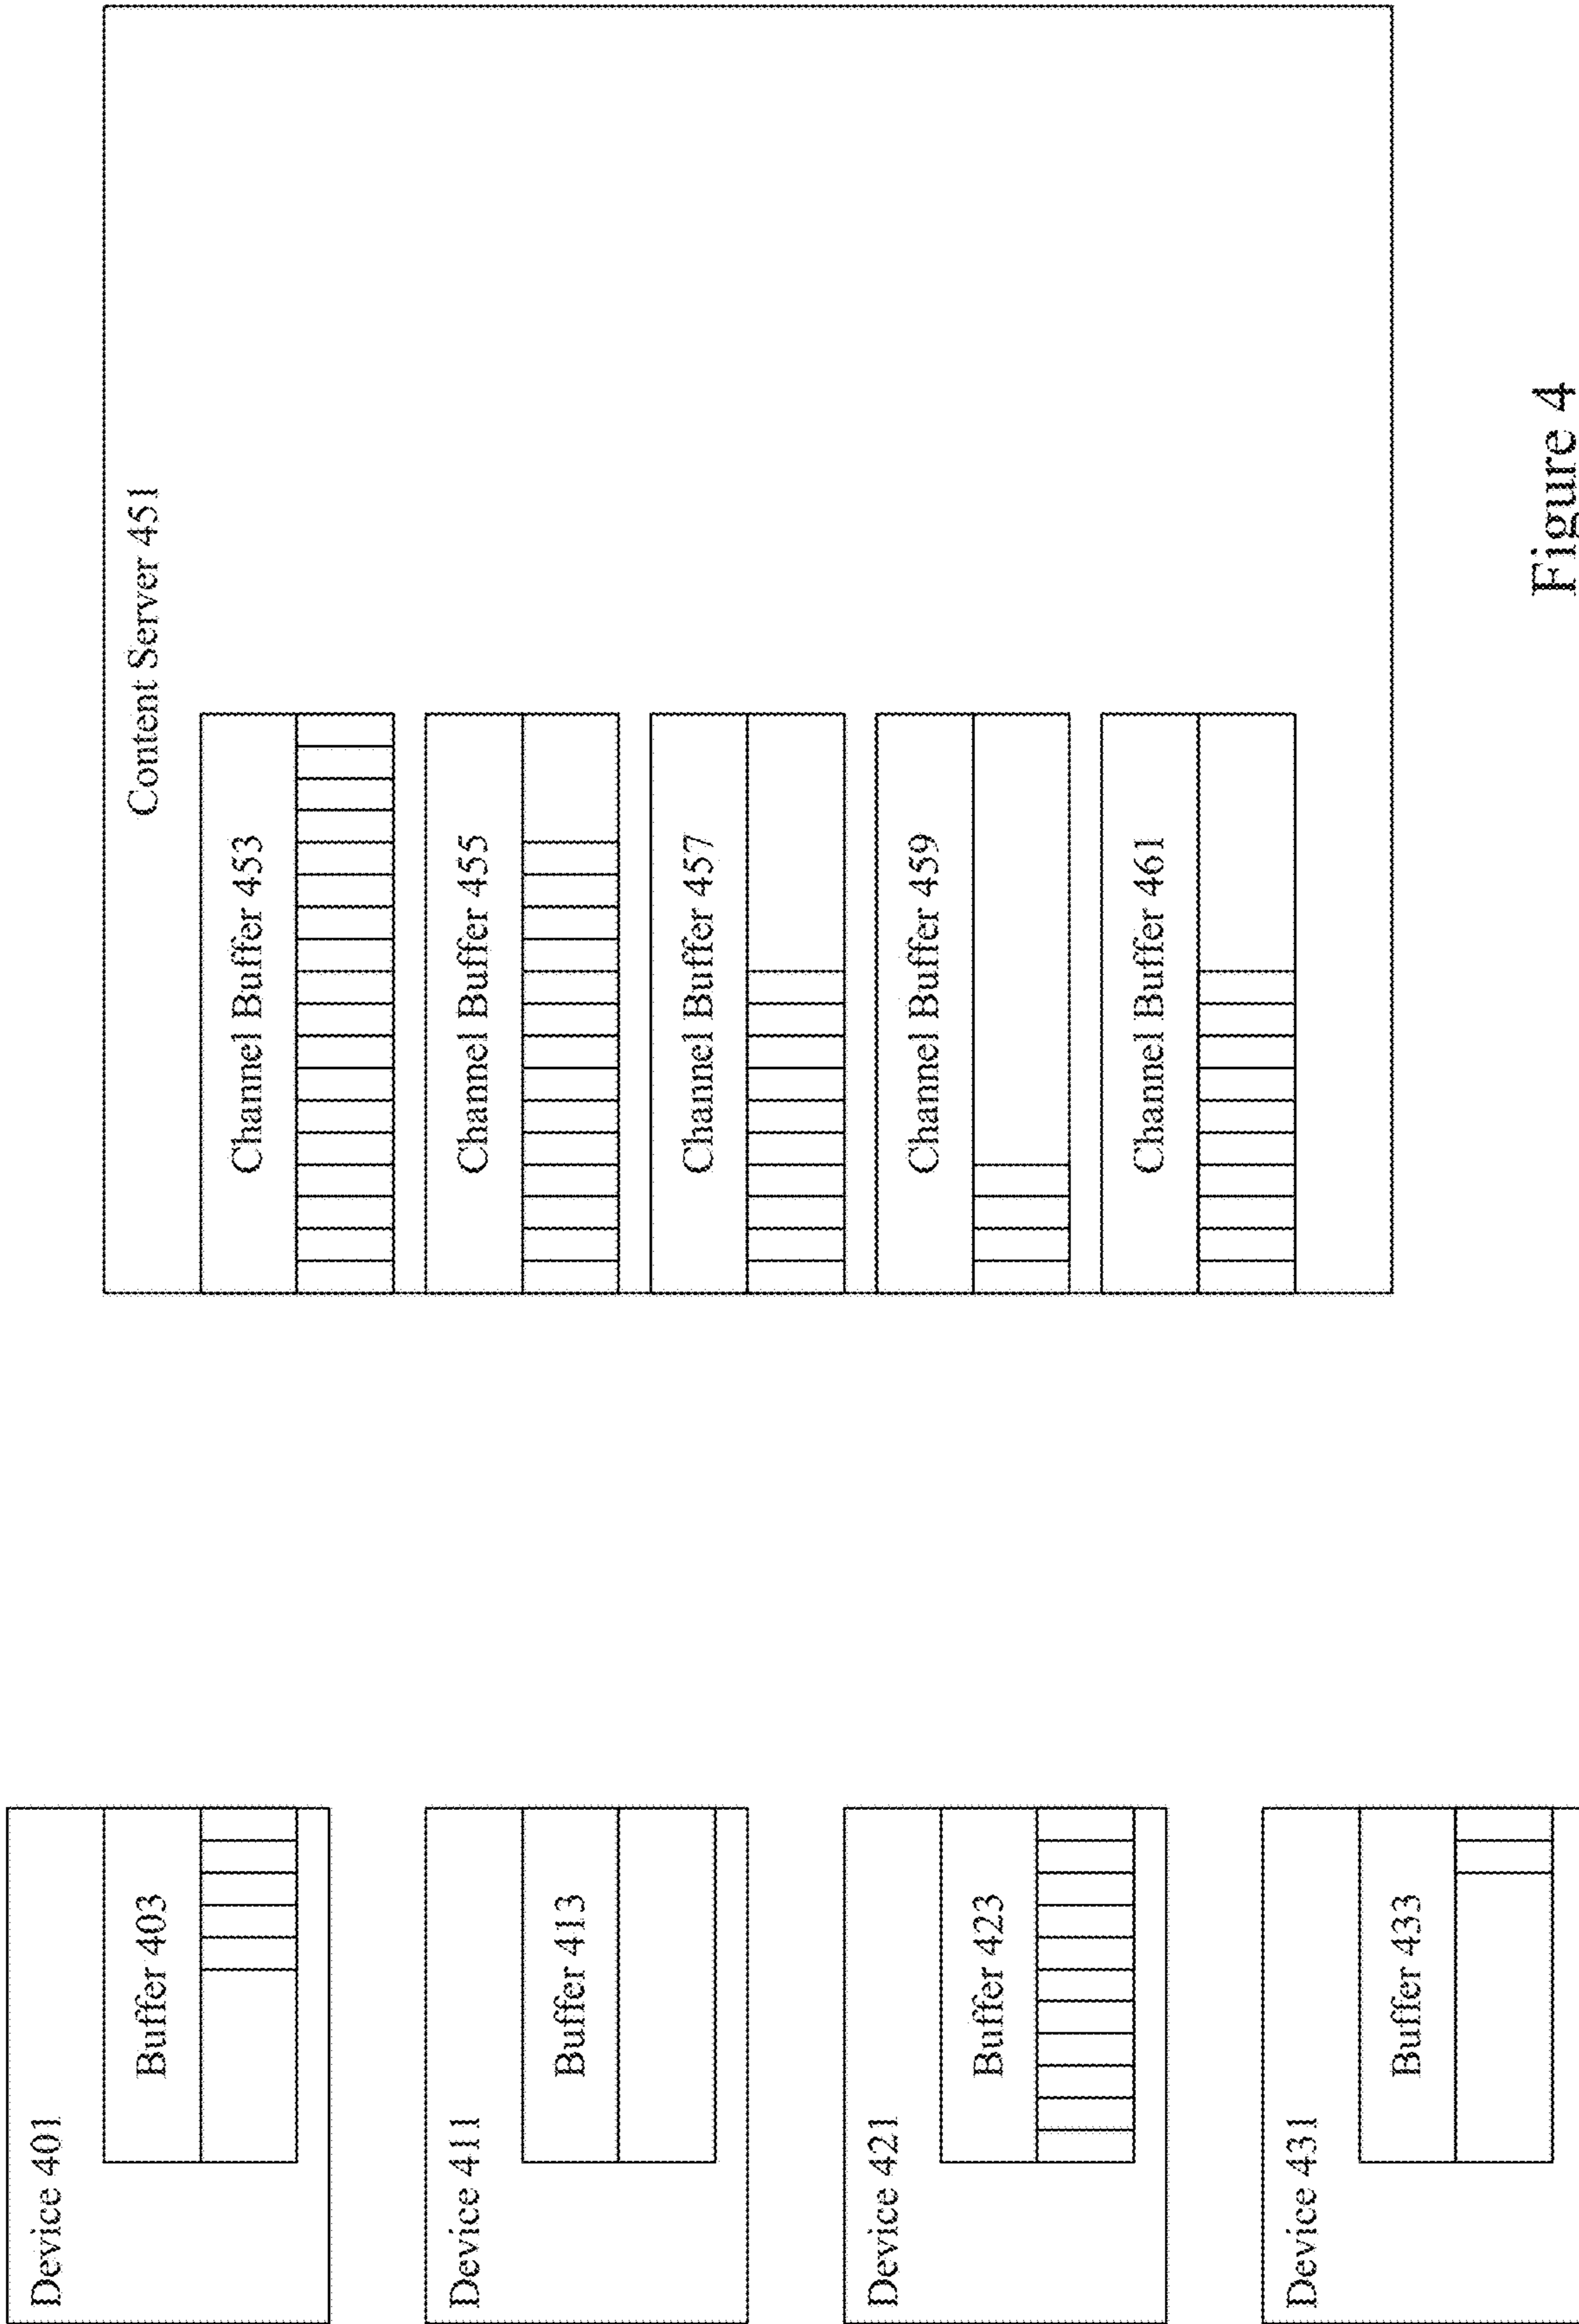 Device 401
Buffer 403
Device 411
Buffer 413
Device 421
Buffer 423
Device 431
Buffer 433
Content Server 451
Channel Buffer 453
Channel Buffer 455
Channel Buffer 457
Channel Buffer 459
Channel Buffer 461
Figure 4